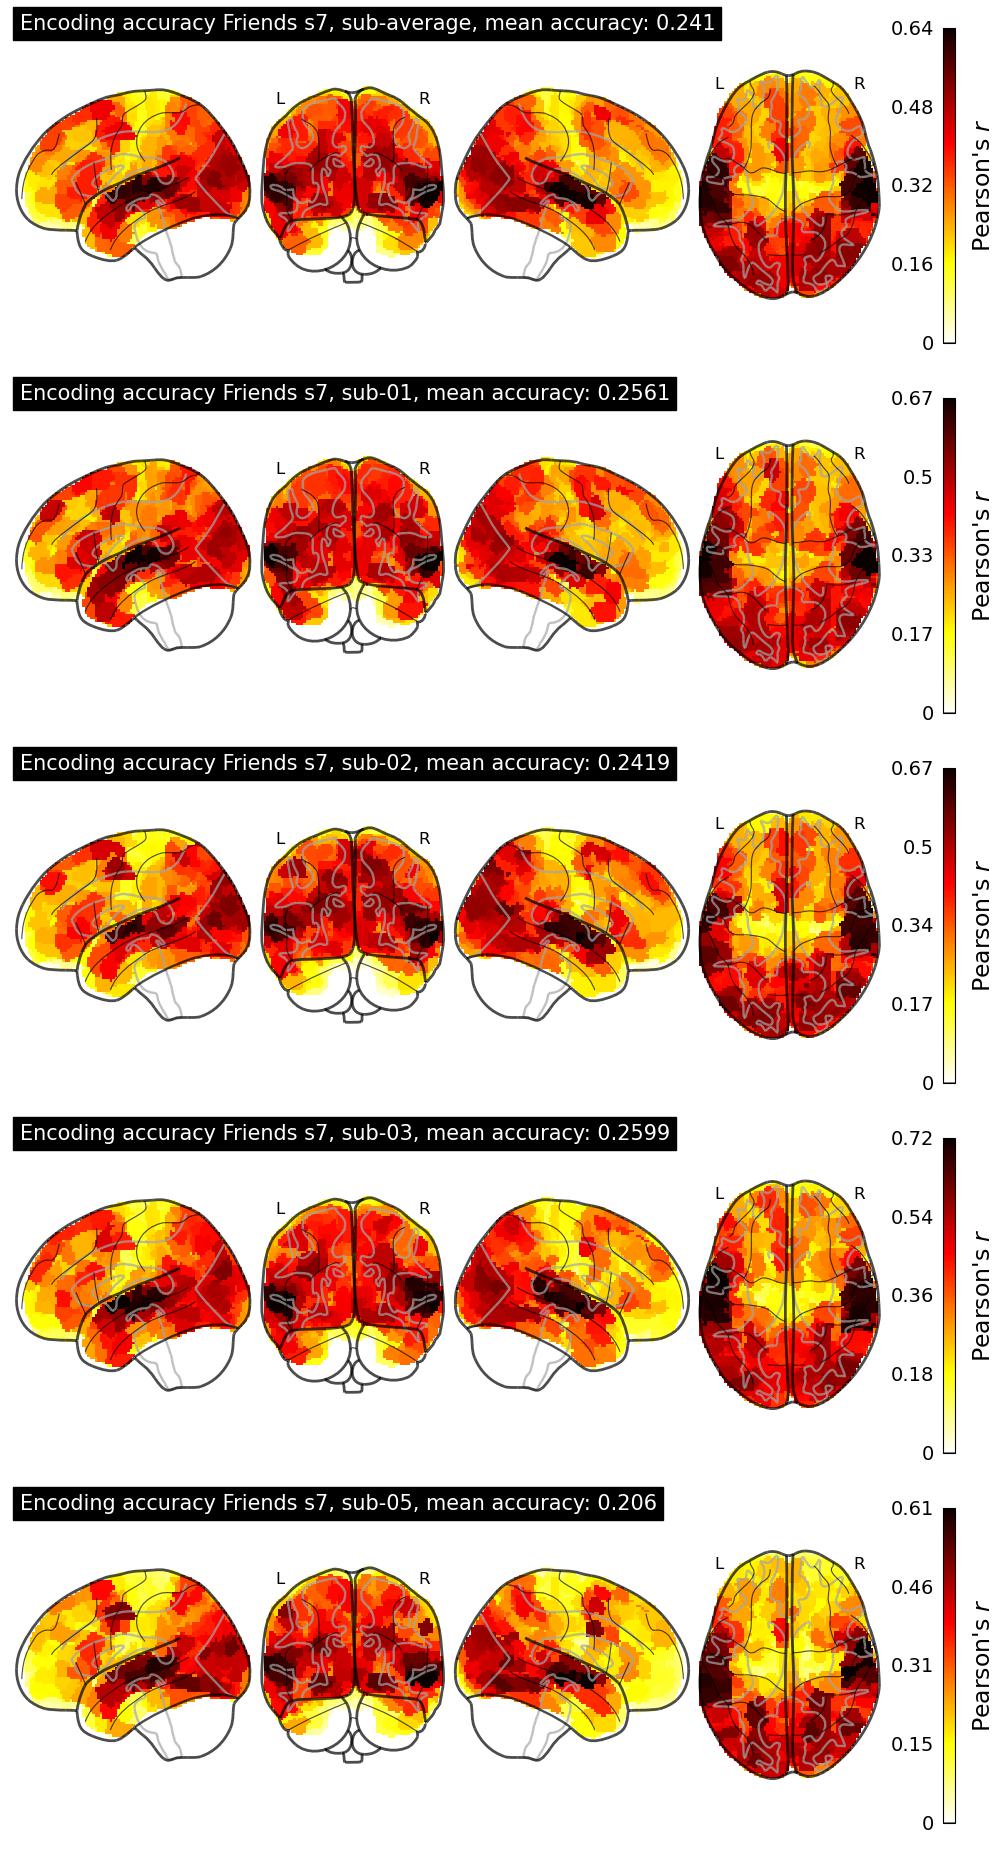 Encoding accuracy Friends s7, sub-average, mean accuracy: 0.241
L R L R
0.64
0.48
0.32
0.16
0
Pearson's r
Encoding accuracy Friends s7, sub-01, mean accuracy: 0.2561
L R L R
0.67
0.5
0.33
0.17
0
Pearson's r
Encoding accuracy Friends s7, sub-02, mean accuracy: 0.2419
L R L R
0.67
0.5
0.34
0.17
0
Pearson's r
Encoding accuracy Friends s7, sub-03, mean accuracy: 0.2599
L R L R
0.72
0.54
0.36
0.18
0
Pearson's r
Encoding accuracy Friends s7, sub-05, mean accuracy: 0.206
L R L R
0.61
0.46
0.31
0.15
0
Pearson's r